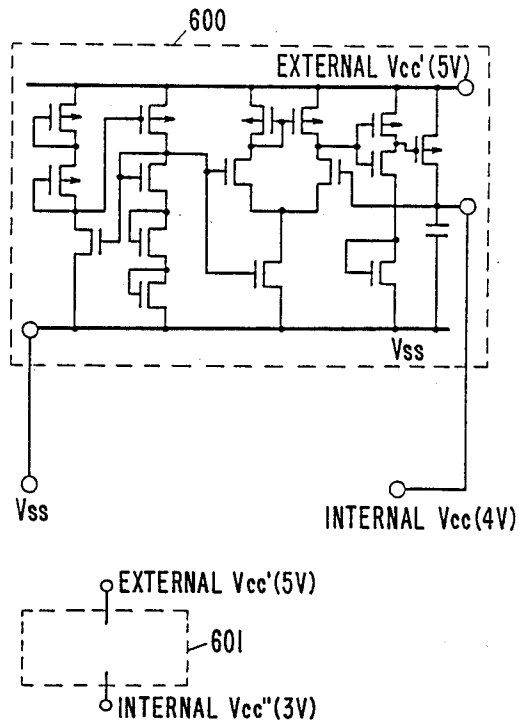 600
EXTERNAL Vcc'(5V)
Vss
Vss
INTERNAL Vcc(4V)
EXTERNAL Vcc'(5V)
601
INTERNAL Vcc"(3V)